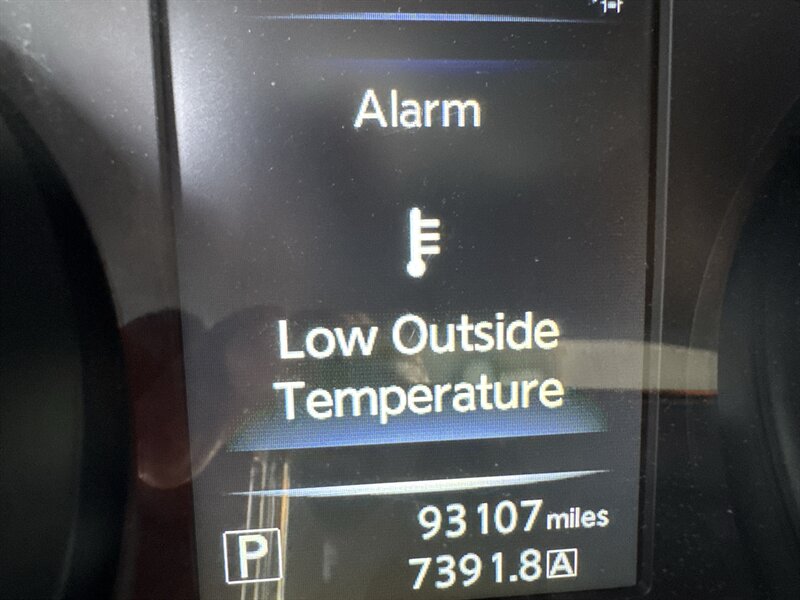 Alarm
Low Outside
Temperature
93107 miles
P
7391.8 A